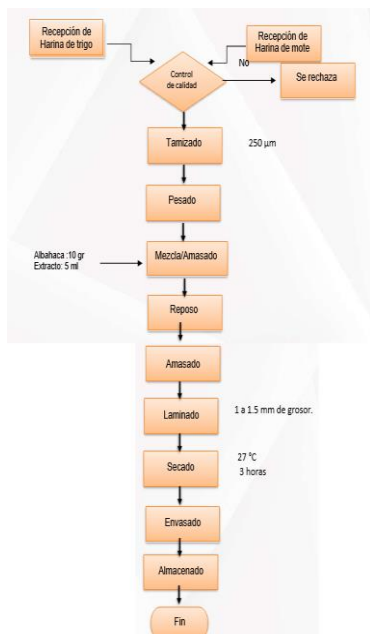 Recepción de
Harina de trigo
Recepción de
Harina de mote
Control
de calidad
No
Se rechaza
Tamizado
250 µm
Pesado
Albahaca :10 gr
Extracto: 5 ml
Mezcla/Amasado
Reposo
Amasado
Laminado
1 a 1.5 mm de grosor.
Secado
27 °C
3 horas
Envasado
Almacenado
Fin